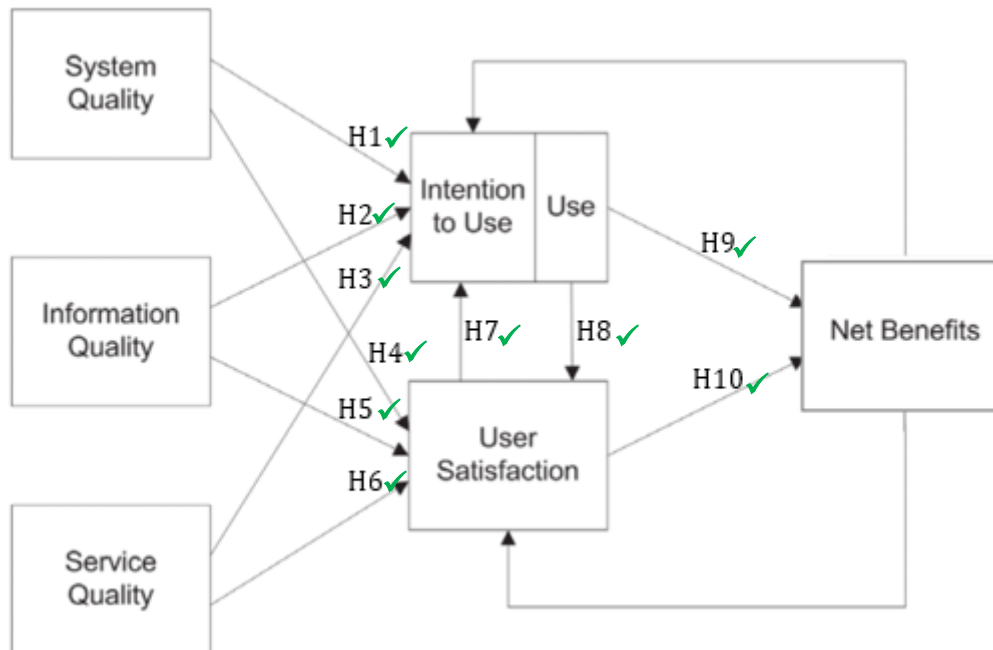 System
Quality
H1✓
Intention
to Use
Use
H2✓
H3✓
H9✓
Information
Quality
Net Benefits
H7✓
H8✓
H4✓
H10✓
H5✓
User
Satisfaction
H6✓
Service
Quality